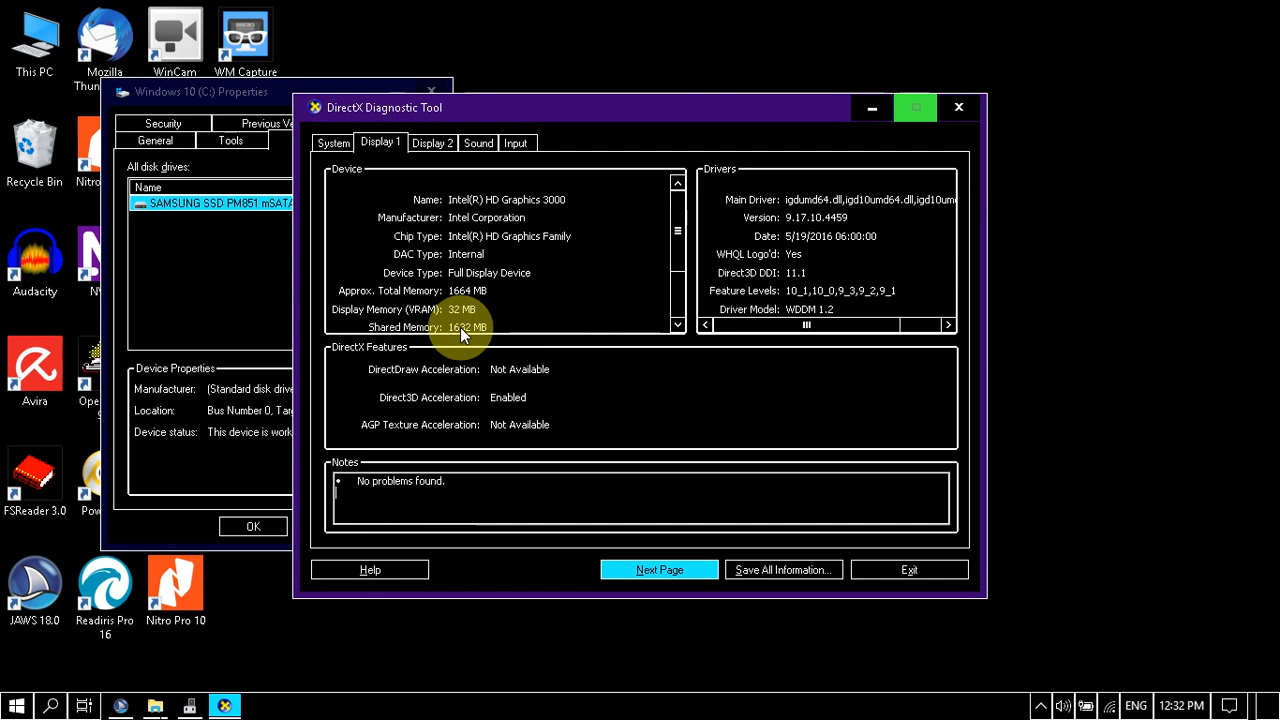 This PC
Mozilla
Thun
WinCam
WM Capture
Recycle Bin
Nitro
Audacity
N
Avira
Ope
9
FSReader 3.0
Pow
JAWS 18.0
Readiris Pro
16
Nitro Pro 10
Windows 10 (C:) Properties
Security
Previous Ve
General
Tools
All disk drives:
Name
SAMSUNG SSD PM851 mSATA
Device Properties
Manufacturer: (Standard disk drive
Location: Bus Number 0, Targ
Device status: This device is work
OK
DirectX Diagnostic Tool
System
Display 1
Display 2
Sound
Input
Device
Name: Intel(R) HD Graphics 3000
Manufacturer: Intel Corporation
Chip Type: Intel(R) HD Graphics Family
DAC Type: Internal
Device Type: Full Display Device
Approx. Total Memory: 1664 MB
Display Memory (VRAM): 32 MB
Shared Memory: 1632 MB
Drivers
Main Driver: igdumd64.dll,igd10umd64.dll,igd10um
Version: 9.17.10.4459
Date: 5/19/2016 06:00:00
WHQL Logo'd: Yes
Direct3D DDI: 11.1
Feature Levels: 10_1,10_0,9_3,9_2,9_1
Driver Model: WDDM 1.2
DirectX Features
DirectDraw Acceleration: Not Available
Direct3D Acceleration: Enabled
AGP Texture Acceleration: Not Available
Notes
• No problems found.
Help
Next Page
Save All Information...
Exit
ENG
12:32 PM